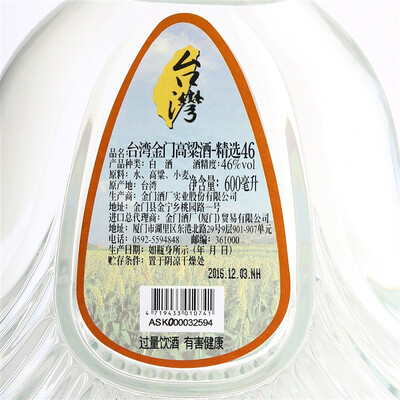 台灣
品名:台湾金门高粱酒-精选46
产品种类:白 酒 酒精度:46%vol
原料:水、高粱、小麦
原产地:台湾 净含量:600毫升
生产商:金门酒厂实业股份有限公司
地址:金门县金宁乡桃园路一号
进口总代理商:金门酒厂(厦门)贸易有限公司
地址:厦门市湖里区东港北路29号9层901-907单元
电话:0592-5594848 邮编:361000
生产日期:如瓶身所示(年 月 日)
贮存条件:置于阴凉干燥处
2016.12.03.NH
4 719433 010741
ASK000032594
过量饮酒 有害健康